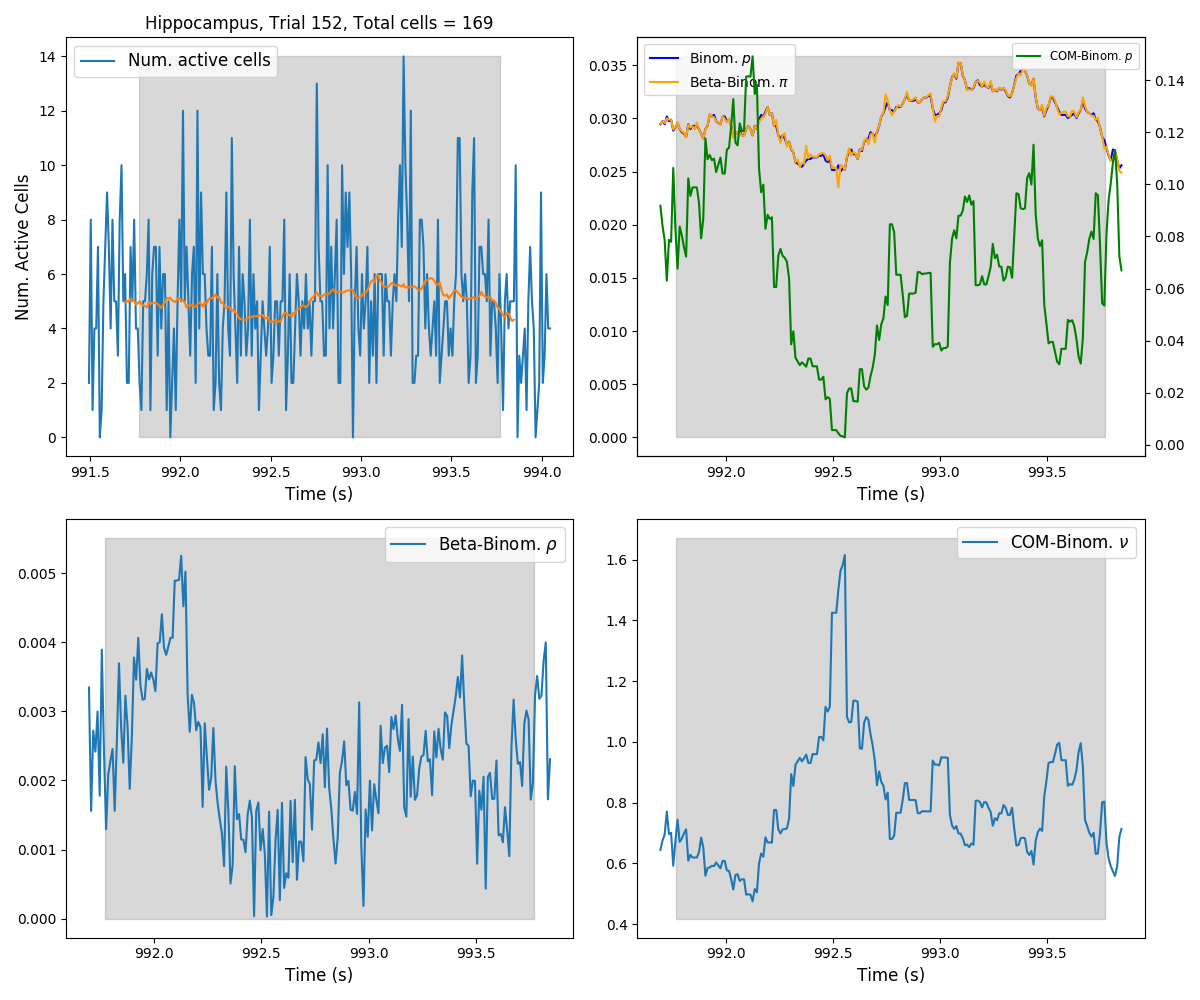 Hippocampus, Trial 152, Total cells = 169
Num. active cells
Num. Active Cells
14
12
10
8
6
4
2
0
991.5 992.0 992.5 993.0 993.5 994.0
Time (s)
Binom. p
Beta-Binom. π
COM-Binom. p
0.035
0.030
0.025
0.020
0.015
0.010
0.005
0.000
0.14
0.12
0.10
0.08
0.06
0.04
0.02
0.00
992.0 992.5 993.0 993.5
Time (s)
Beta-Binom. ρ
0.005
0.004
0.003
0.002
0.001
0.000
992.0 992.5 993.0 993.5
Time (s)
COM-Binom. ν
1.6
1.4
1.2
1.0
0.8
0.6
0.4
992.0 992.5 993.0 993.5
Time (s)